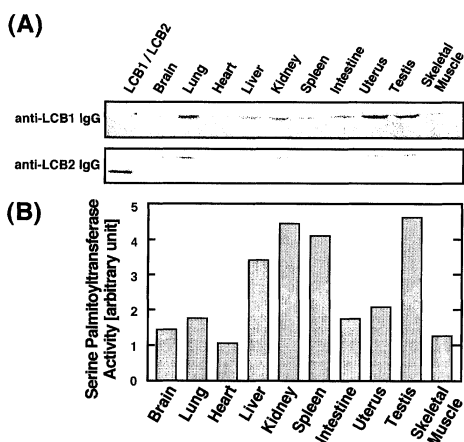 (A)
LCB1 / LCB2
Brain
Lung
Heart
Liver
Kidney
Spleen
Intestine
Uterus
Testis
Skeletal
Muscle
anti-LCB1 IgG
anti-LCB2 IgG
(B)
Serine Palmitoyltransferase
Activity [arbitrary unit]
5
4
3
2
1
0
Brain
Lung
Heart
Liver
Kidney
Spleen
Intestine
Uterus
Testis
Skeletal
Muscle